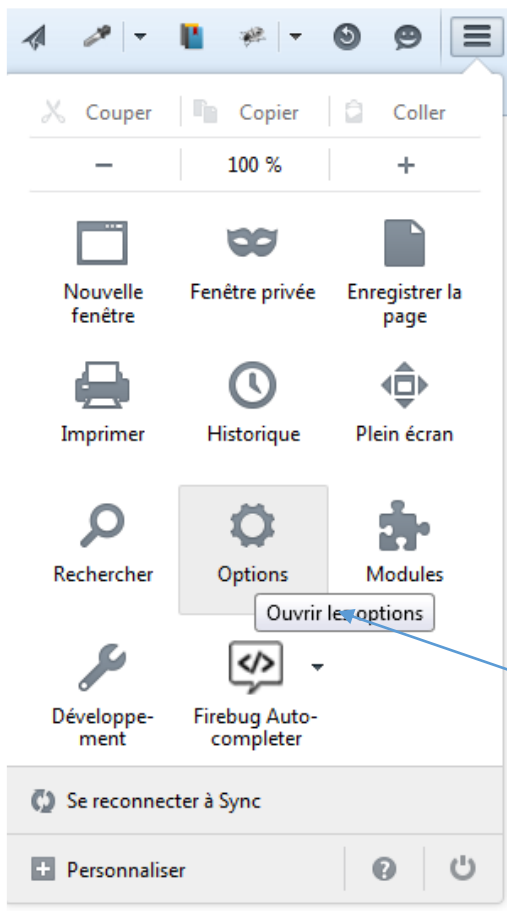 Couper Copier Coller
− 100 % +
Nouvelle fenêtre
Fenêtre privée
Enregistrer la page
Imprimer
Historique
Plein écran
Rechercher
Options
Modules
Ouvrir les options
Développe-
ment
Firebug Auto-
completer
Se reconnecter à Sync
Personnaliser